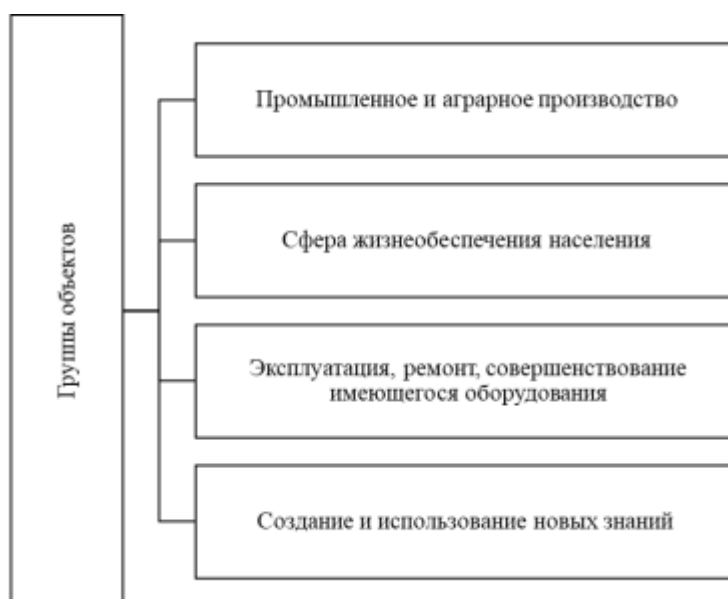 Группы объектов
Промышленное и аграрное производство
Сфера жизнеобеспечения населения
Эксплуатация, ремонт, совершенствование
имеющегося оборудования
Создание и использование новых знаний